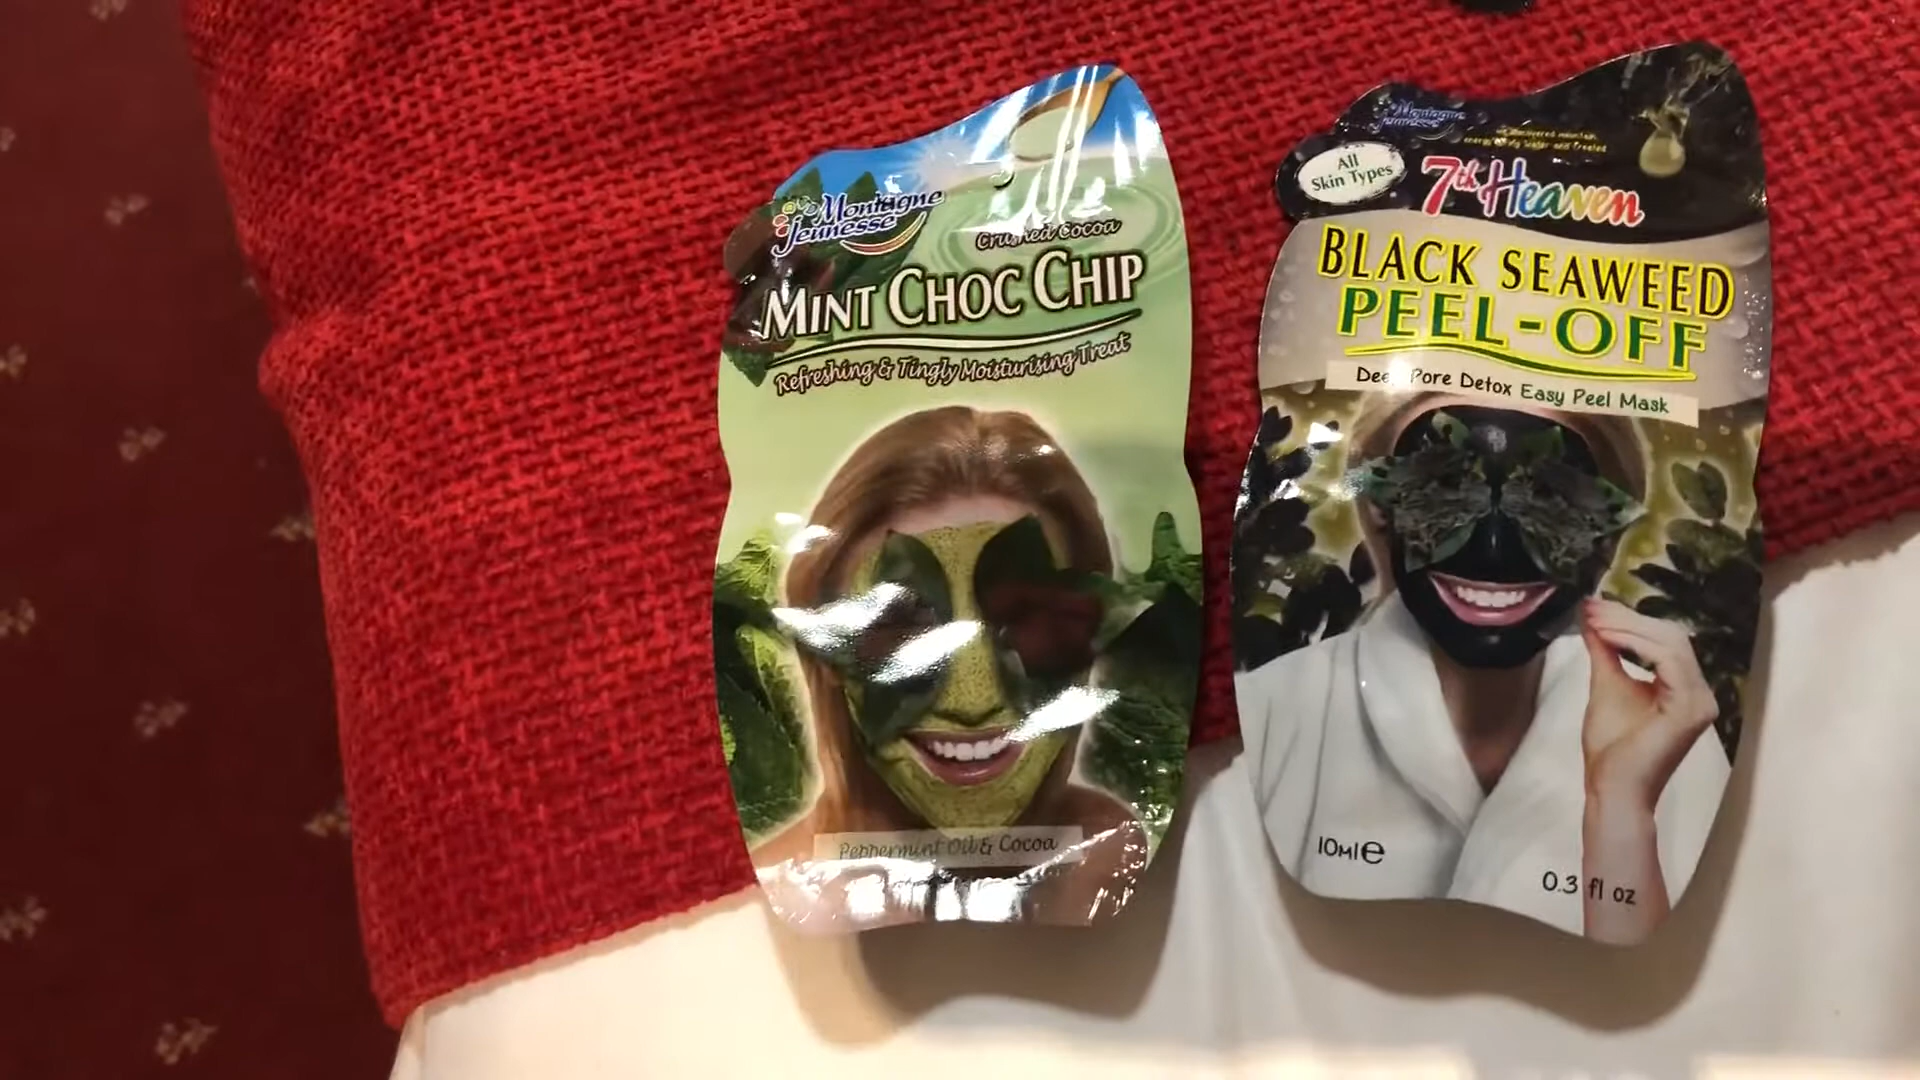 Montagne
Jeunesse
Crushed Cocoa
MINT CHOC CHIP
Refreshing & Tingly Moisturising Treat
Peppermint Oil & Cocoa
Montagne
Jeunesse
All
Skin Types
7th Heaven
BLACK SEAWEED
PEEL-OFF
Deep Pore Detox Easy Peel Mask
10Ml e
0.3 fl oz